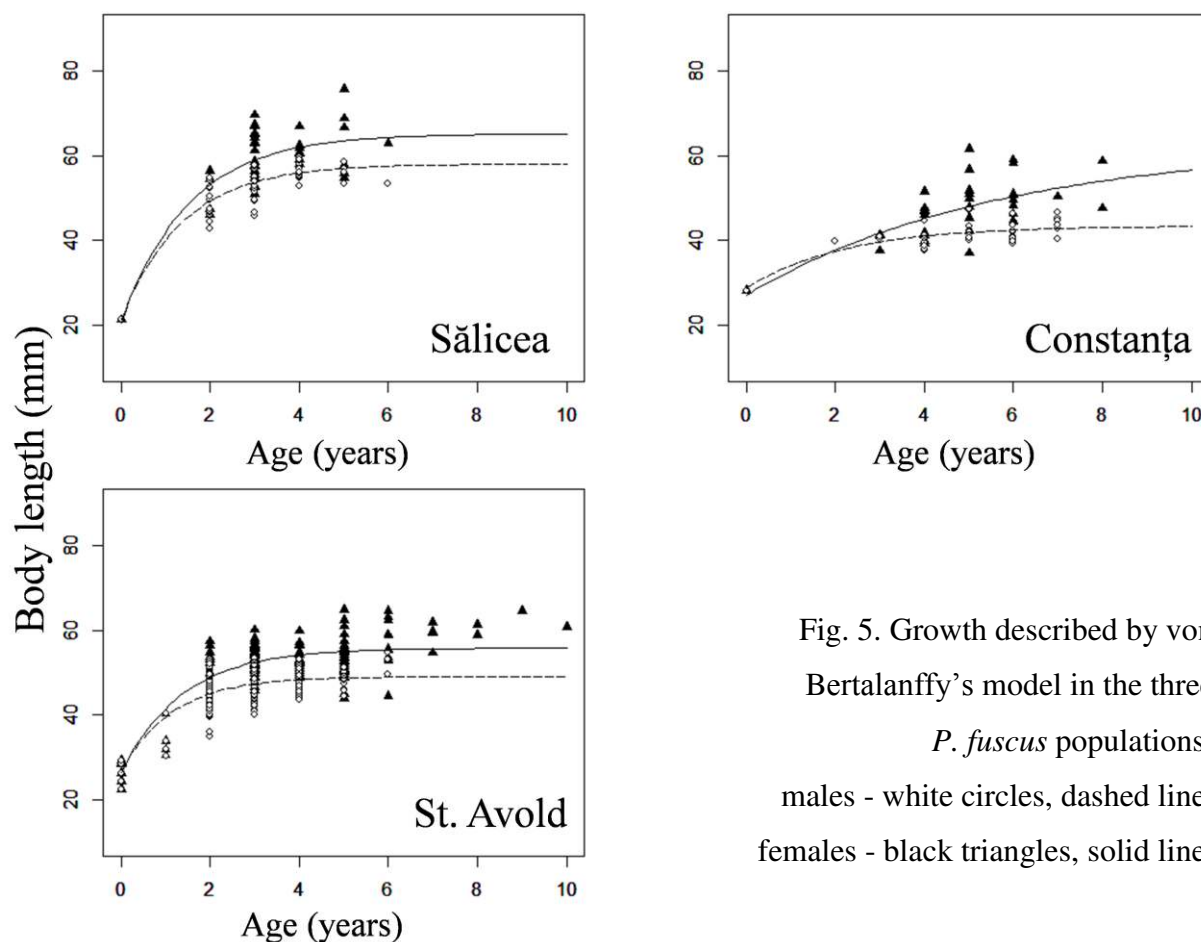 Body length (mm)
80
60
40
20
Sălicea
0 2 4 6 8 10
Age (years)
80
60
40
20
Constanța
0 2 4 6 8 10
Age (years)
80
60
40
20
St. Avold
0 2 4 6 8 10
Age (years)
Fig. 5. Growth described by von
Bertalanffy’s model in the three
P. fuscus populations
males - white circles, dashed line
females - black triangles, solid line